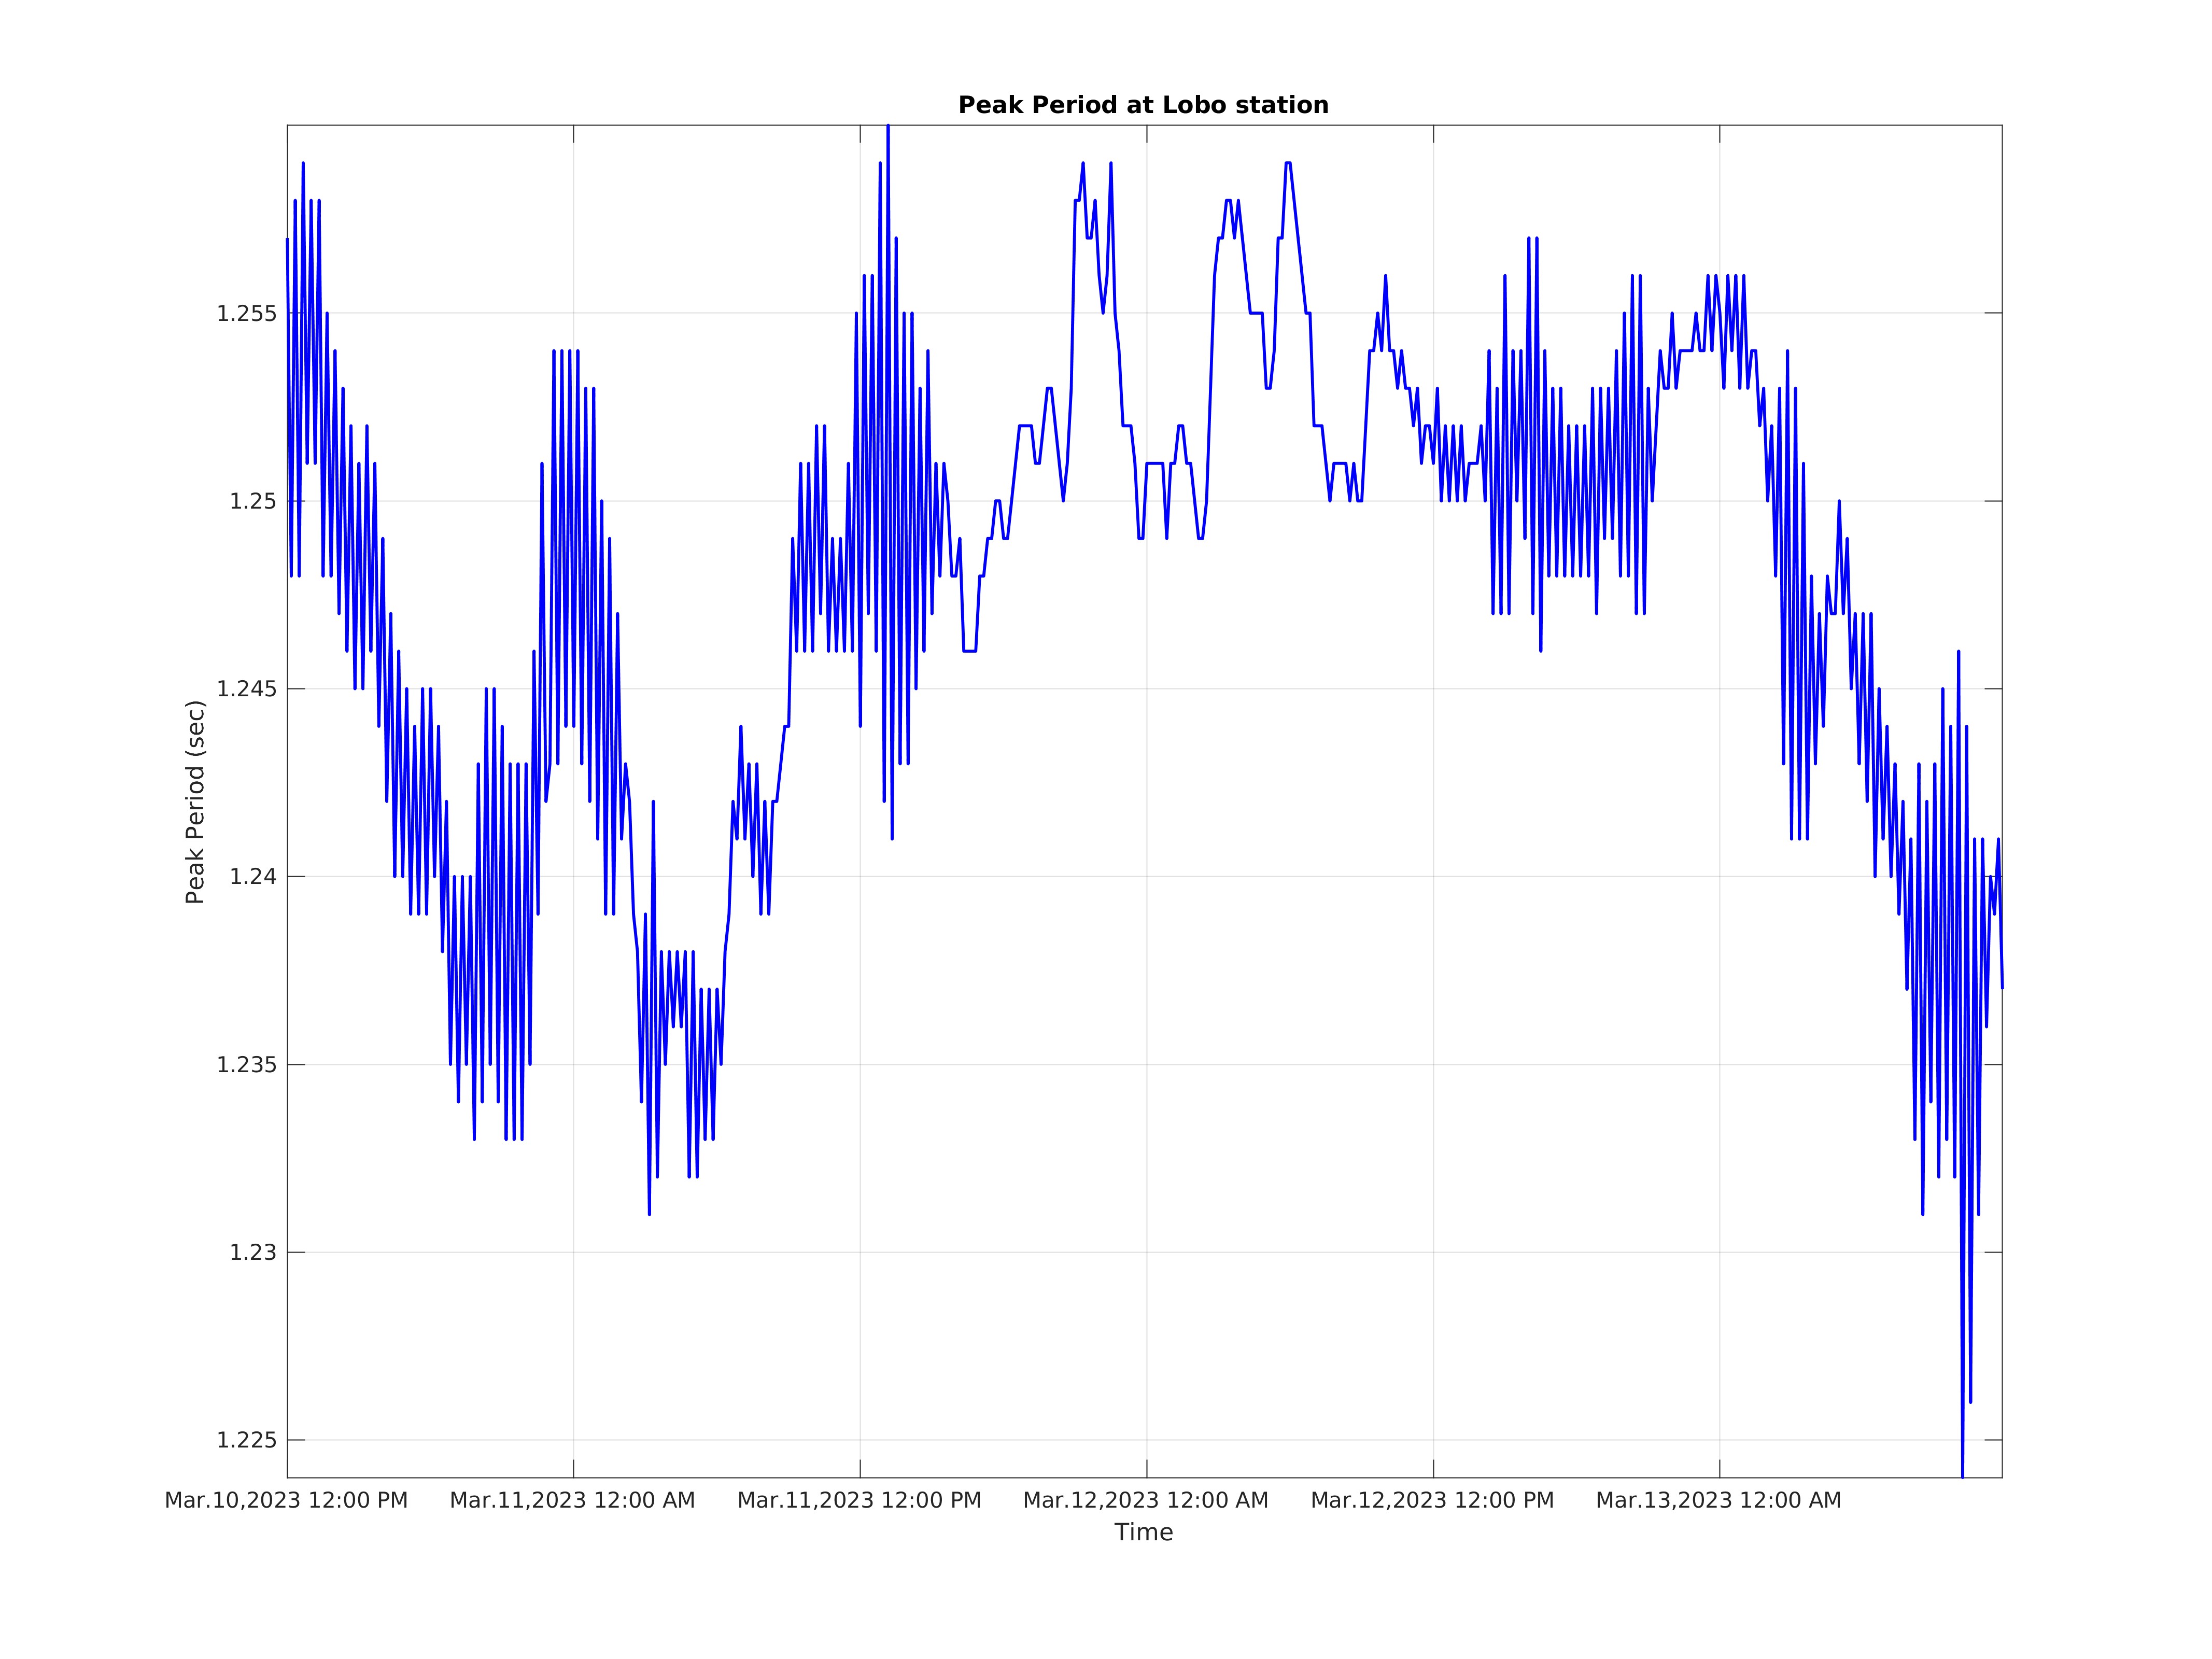 Peak Period at Lobo station
1.255
1.25
1.245
1.24
1.235
1.23
1.225
Peak Period (sec)
Mar.10,2023 12:00 PM Mar.11,2023 12:00 AM Mar.11,2023 12:00 PM Mar.12,2023 12:00 AM Mar.12,2023 12:00 PM Mar.13,2023 12:00 AM
Time